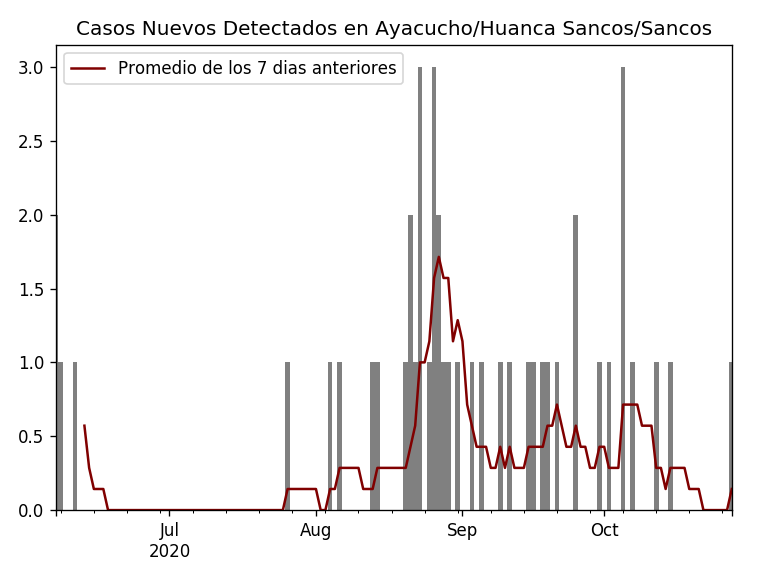 Casos Nuevos Detectados en Ayacucho/Huanca Sancos/Sancos
Promedio de los 7 dias anteriores
3.0
2.5
2.0
1.5
1.0
0.5
0.0
Jul Aug Sep Oct
2020